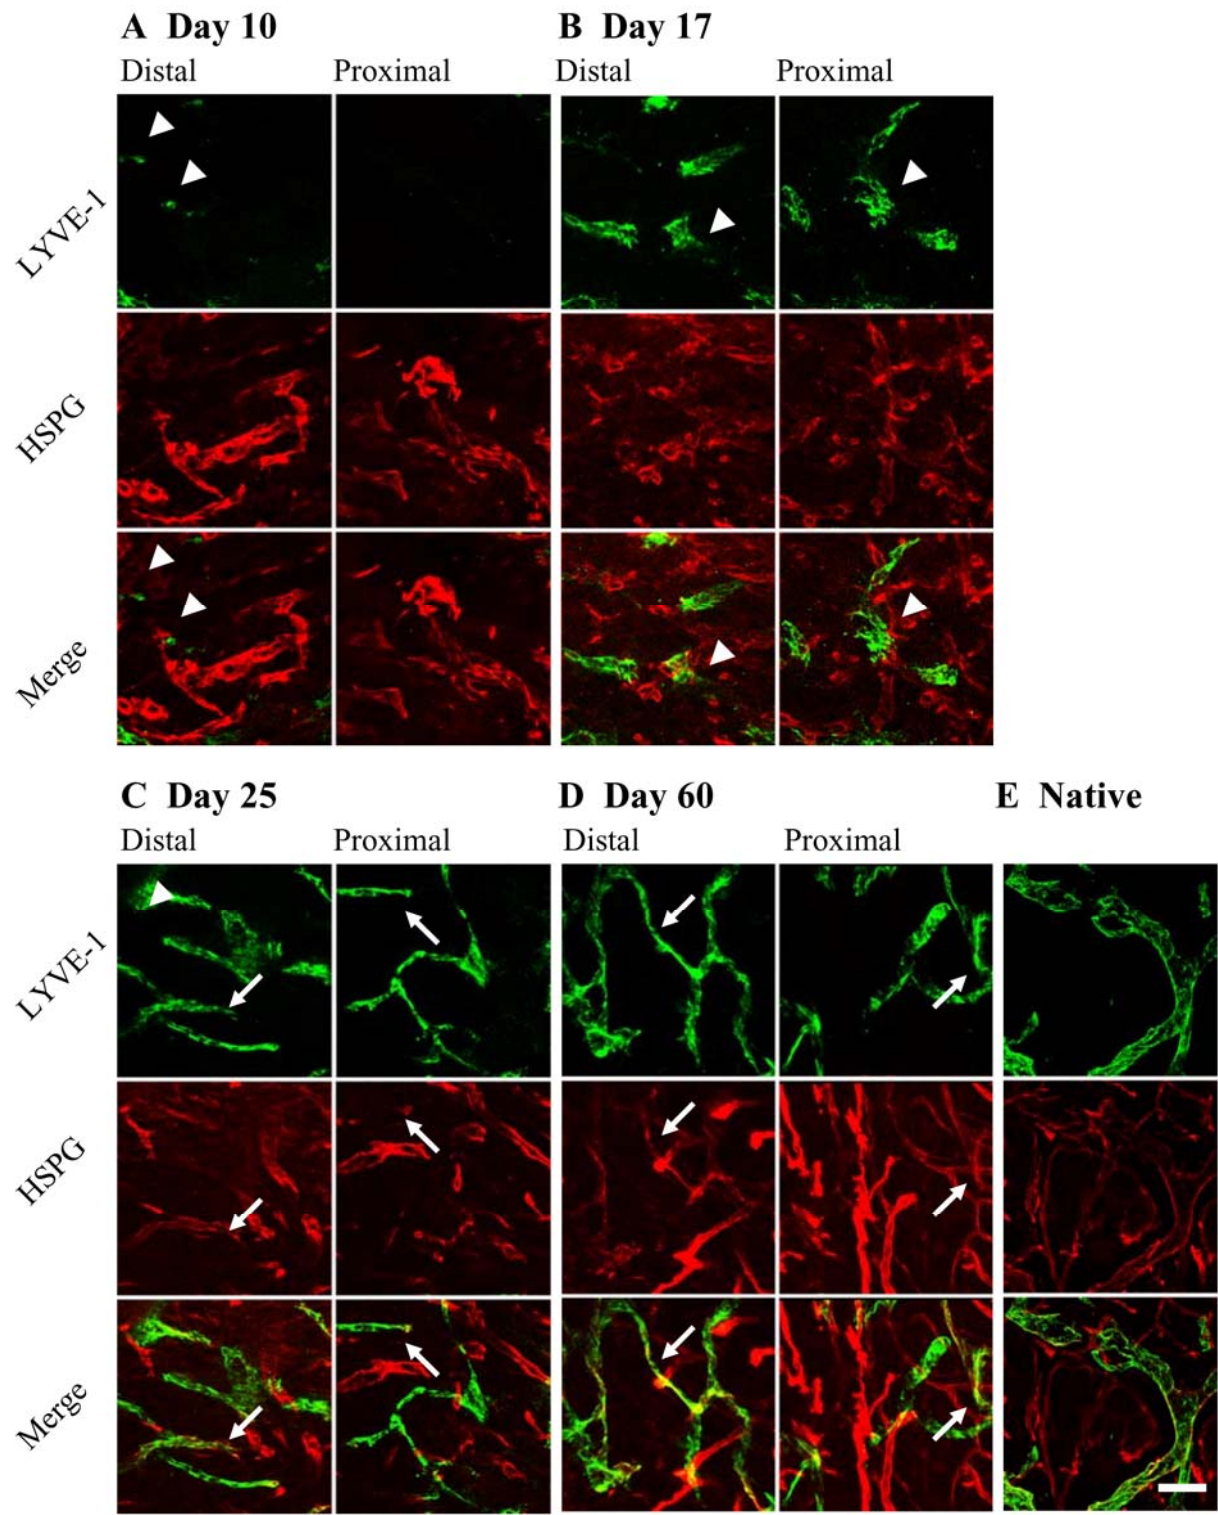 A Day 10
B Day 17
Distal
Proximal
Distal
Proximal
LYVE-1
HSPG
Merge
C Day 25
D Day 60
E Native
Distal
Proximal
Distal
Proximal
LYVE-1
HSPG
Merge